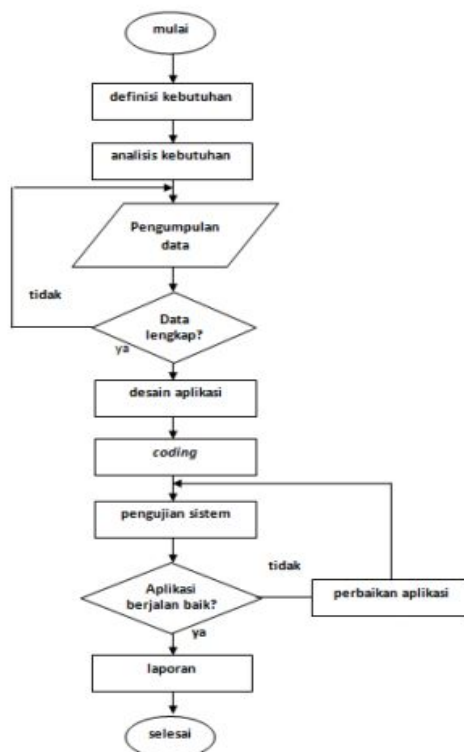 mulai
definisi kebutuhan
analisis kebutuhan
Pengumpulan
data
tidak
Data
lengkap?
ya
desain aplikasi
coding
pengujian sistem
tidak
Aplikasi
berjalan baik?
perbaikan aplikasi
ya
laporan
selesai